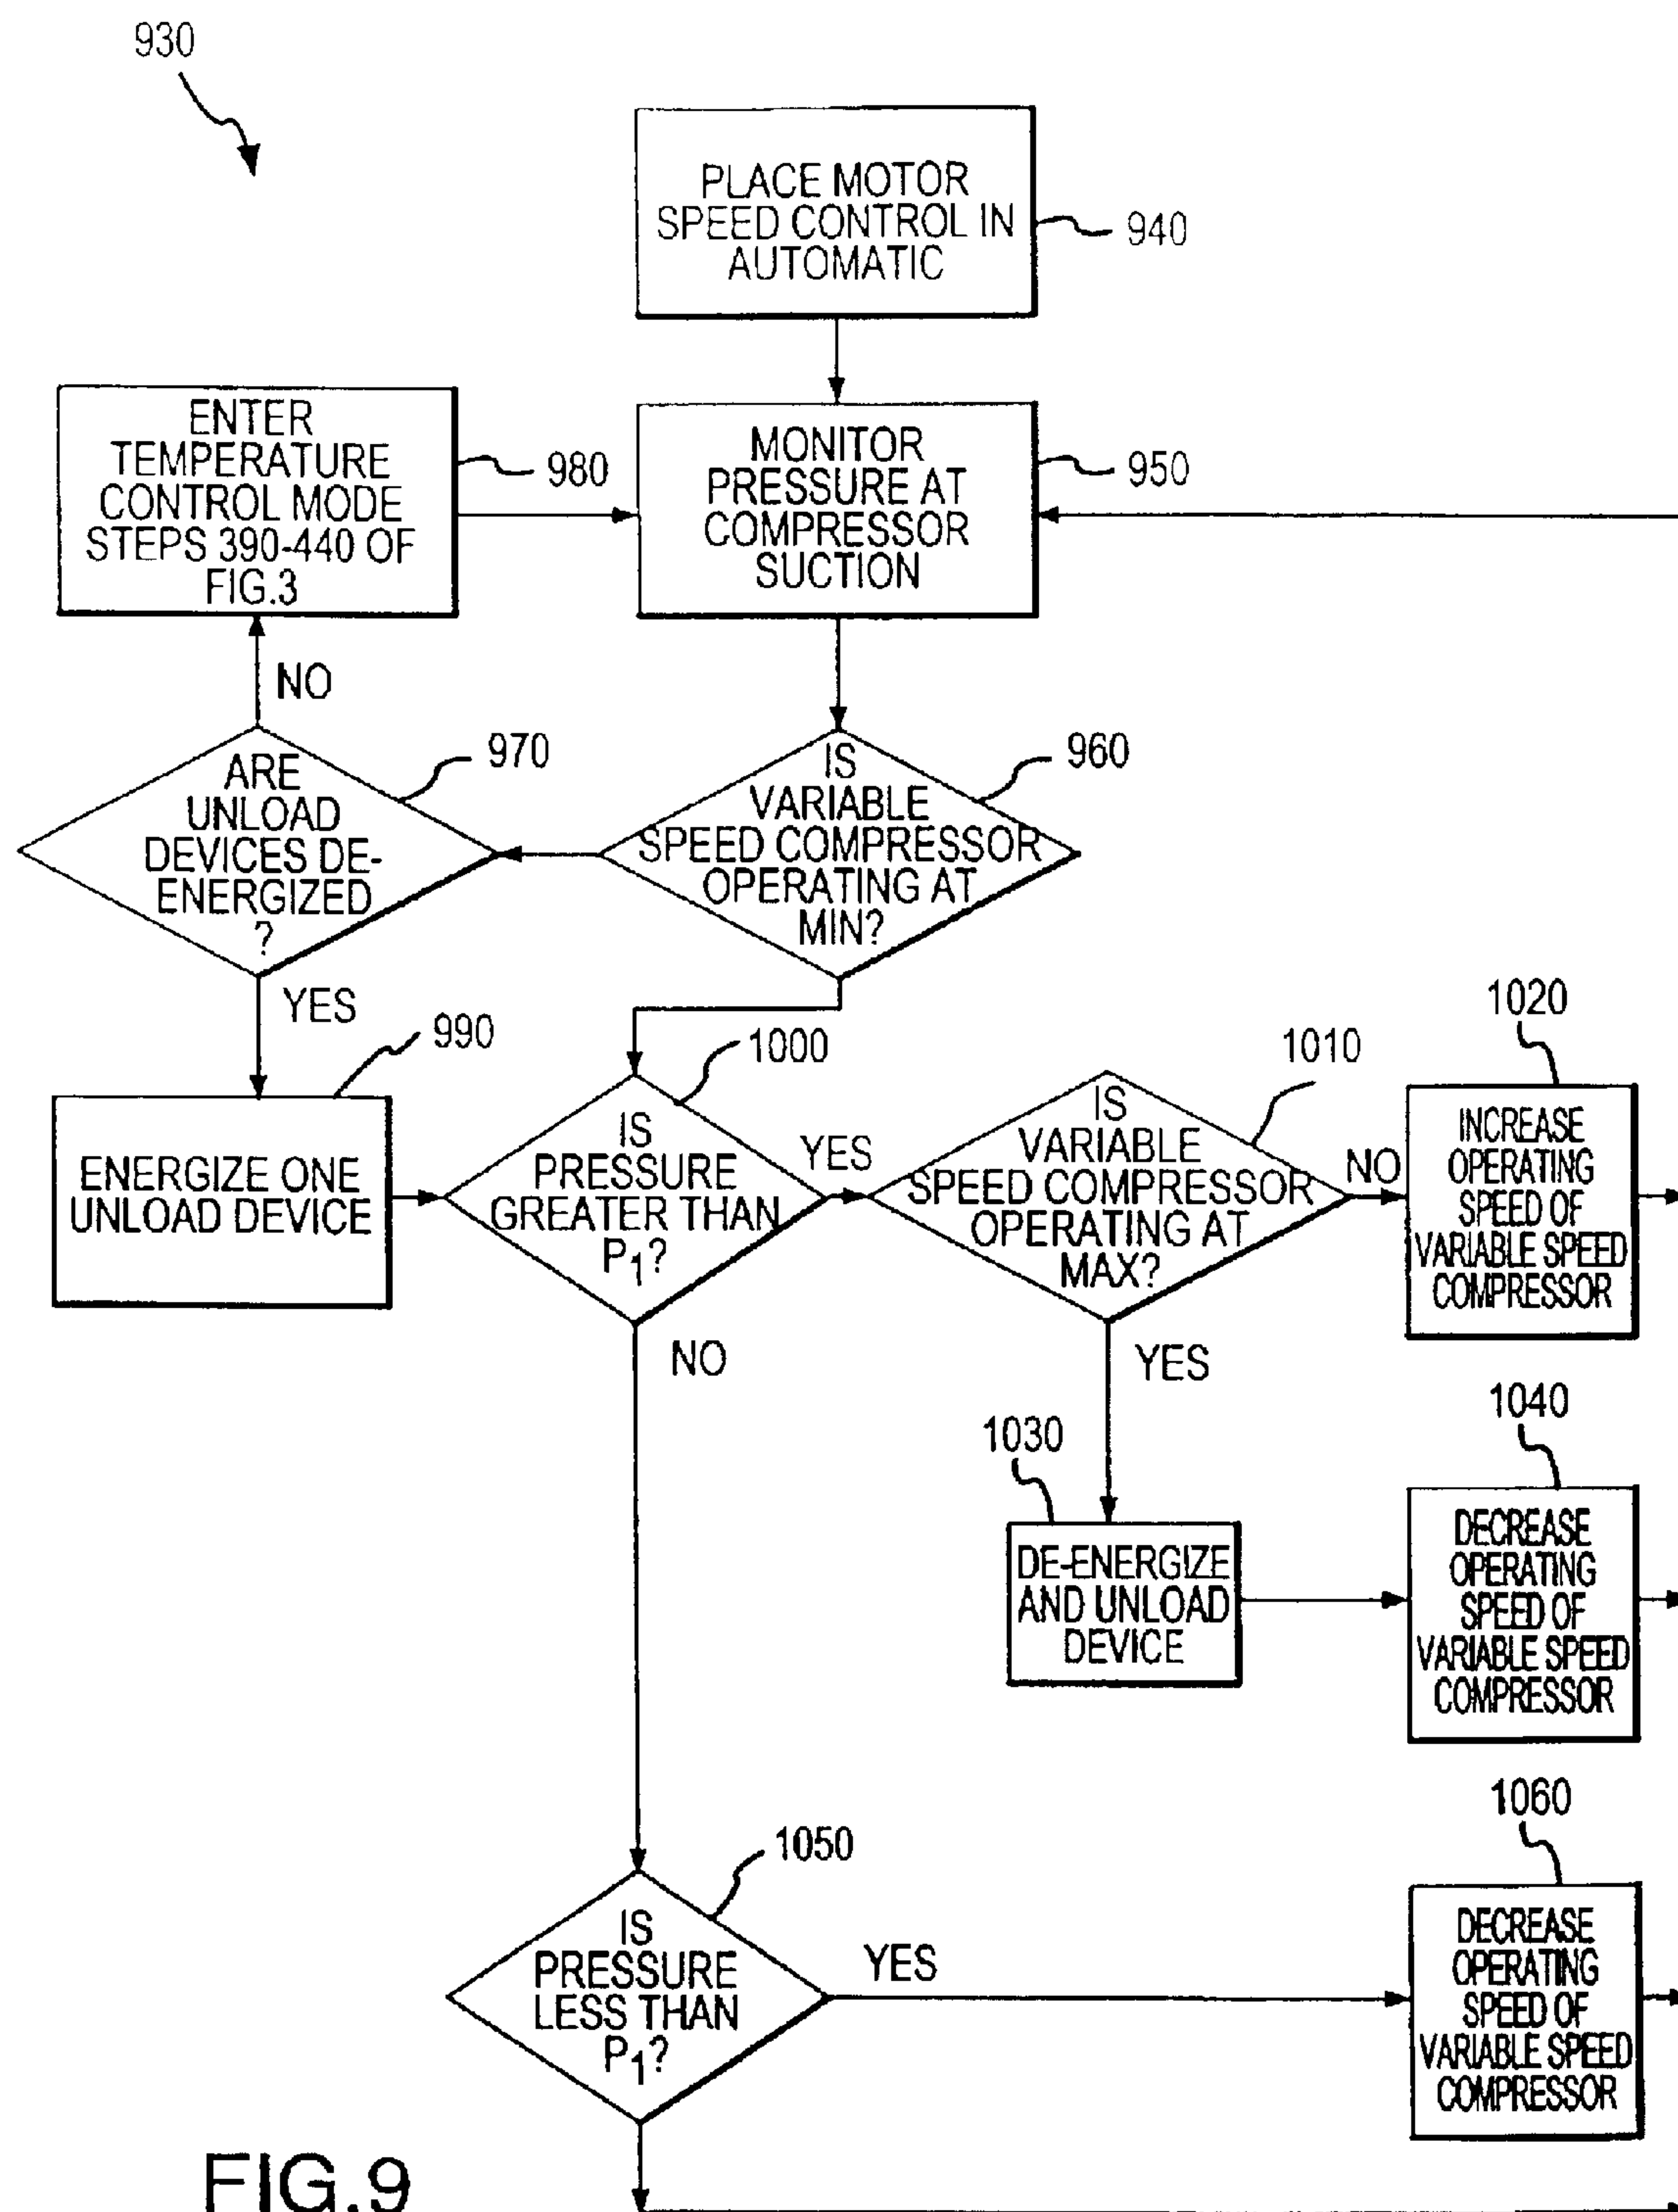 930
PLACE MOTOR
SPEED CONTROL IN
AUTOMATIC
940
ENTER
TEMPERATURE
CONTROL MODE
STEPS 390-440 OF
FIG.3
980
MONITOR
PRESSURE AT
COMPRESSOR
SUCTION
950
NO
ARE
UNLOAD
DEVICES DE-
ENERGIZED
?
970
IS
VARIABLE
SPEED COMPRESSOR
OPERATING AT
MIN?
960
YES
990
ENERGIZE ONE
UNLOAD DEVICE
1000
IS
PRESSURE
GREATER THAN
P1?
YES
1010
IS
VARIABLE
SPEED COMPRESSOR
OPERATING AT
MAX?
NO
1020
INCREASE
OPERATING
SPEED OF
VARIABLE SPEED
COMPRESSOR
NO
YES
1030
DE-ENERGIZE
AND UNLOAD
DEVICE
1040
DECREASE
OPERATING
SPEED OF
VARIABLE SPEED
COMPRESSOR
1050
IS
PRESSURE
LESS THAN
P1?
YES
1060
DECREASE
OPERATING
SPEED OF
VARIABLE SPEED
COMPRESSOR
FIG.9